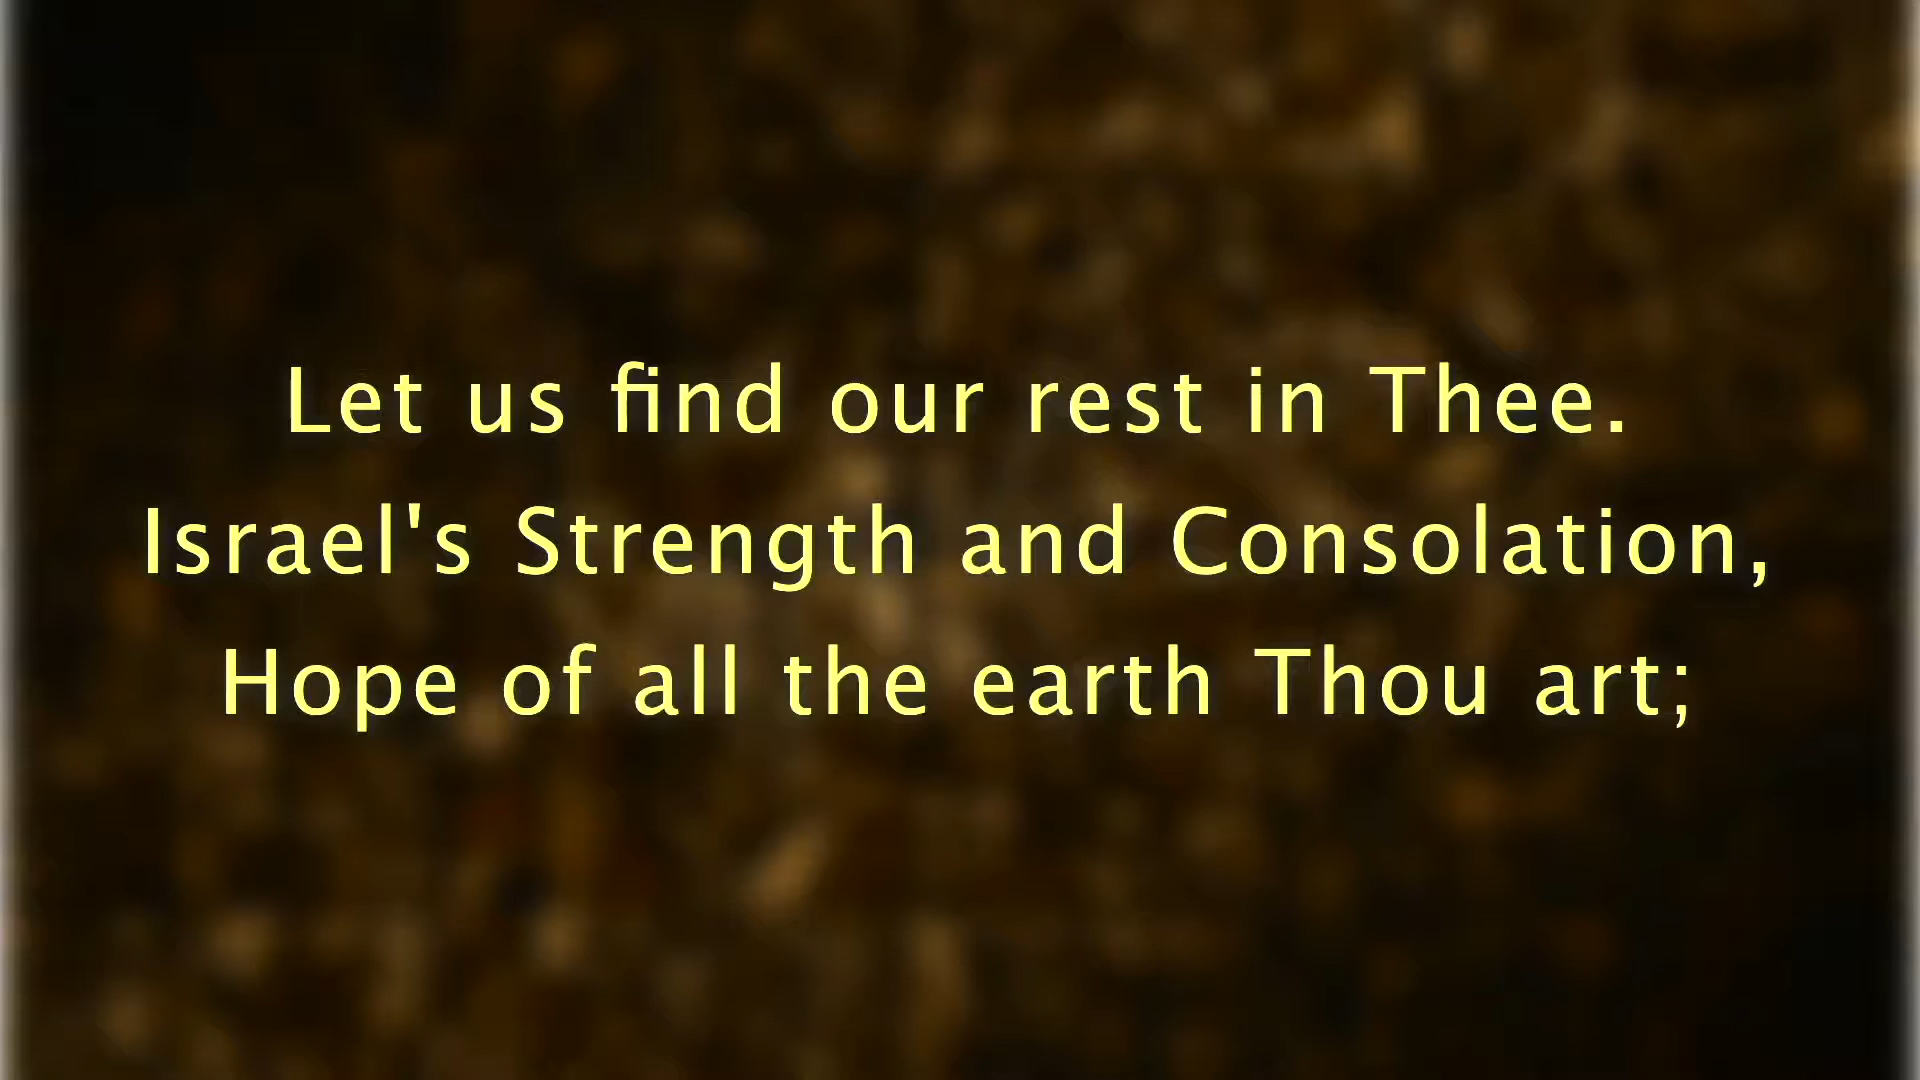 Let us find our rest in Thee.
Israel's Strength and Consolation,
Hope of all the earth Thou art;